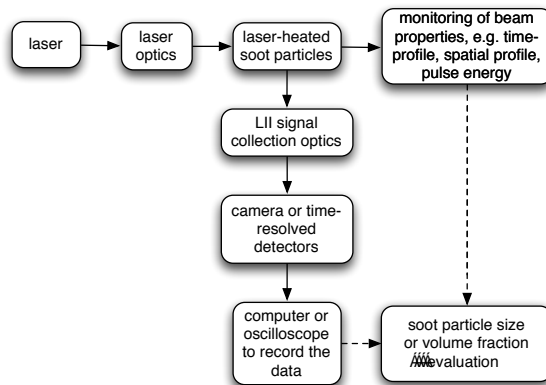 laser
laser
optics
laser-heated
soot particles
monitoring of beam
properties, e.g. time-
profile, spatial profile,
pulse energy
LII signal
collection optics
camera or time-
resolved
detectors
computer or
oscilloscope
to record the
data
soot particle size
or volume fraction
evaluation